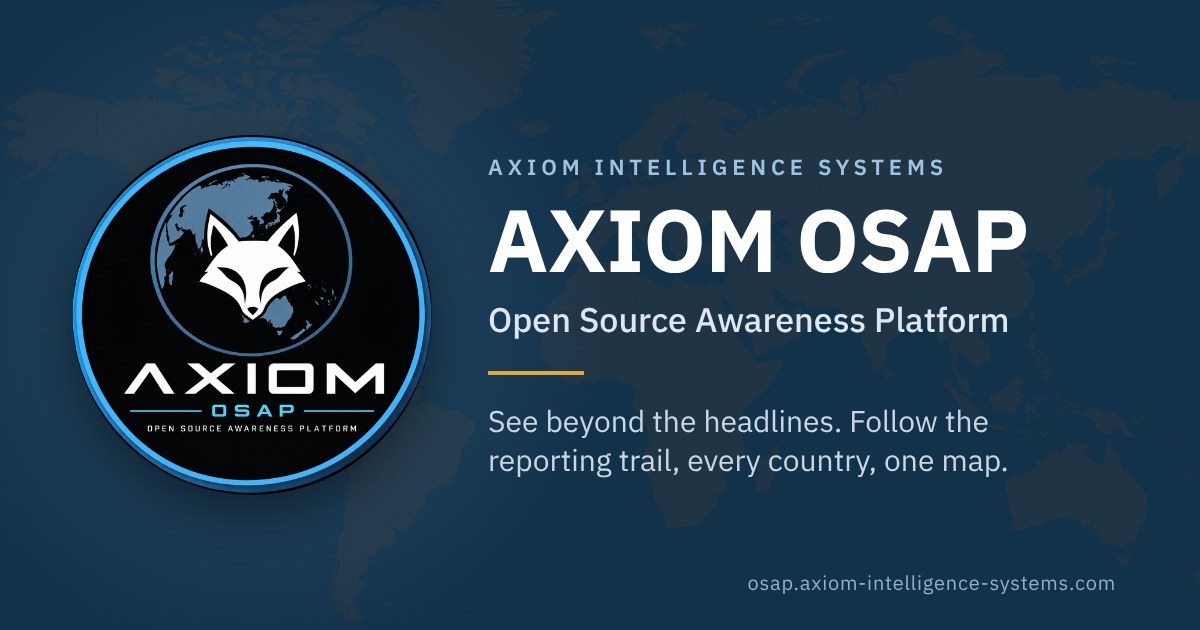 AXIOM
OSAP
OPEN SOURCE AWARENESS PLATFORM
AXIOM INTELLIGENCE SYSTEMS
AXIOM OSAP
Open Source Awareness Platform
See beyond the headlines. Follow the
reporting trail, every country, one map.
osap.axiom-intelligence-systems.com